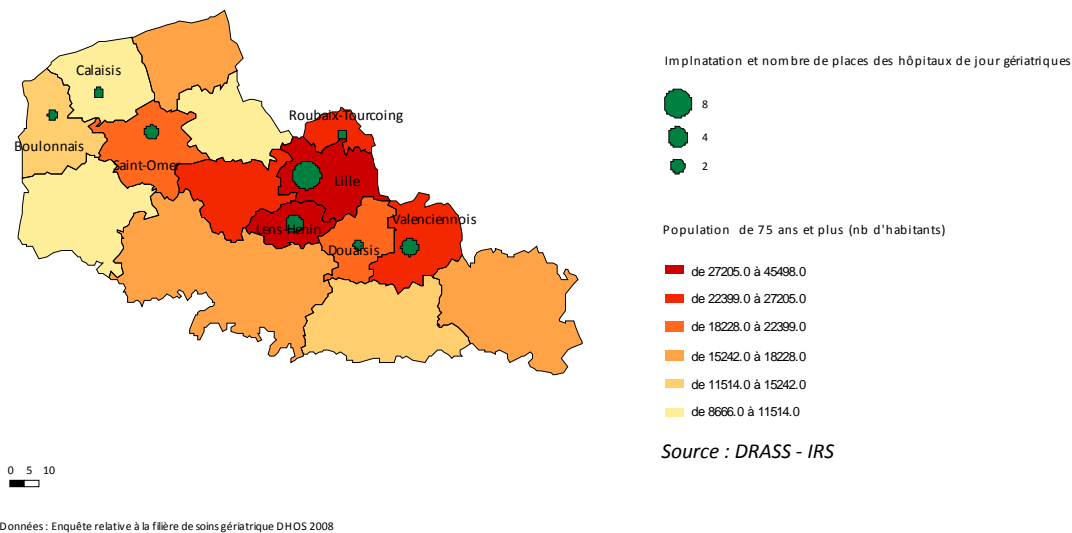 Calaisis
Boulonnais
Saint-Omer
Roubaix-Tourcoing
Lille
Lens-Hénin
Valenciennois
Douaisis
Implnatation et nombre de places des hôpitaux de jour gériatriques
8
4
2
Population de 75 ans et plus (nb d'habitants)
de 27205.0 à 45498.0
de 22399.0 à 27205.0
de 18228.0 à 22399.0
de 15242.0 à 18228.0
de 11514.0 à 15242.0
de 8666.0 à 11514.0
Source : DRASS - IRS
0 5 10
Données : Enquête relative à la filière de soins gériatrique DHOS 2008